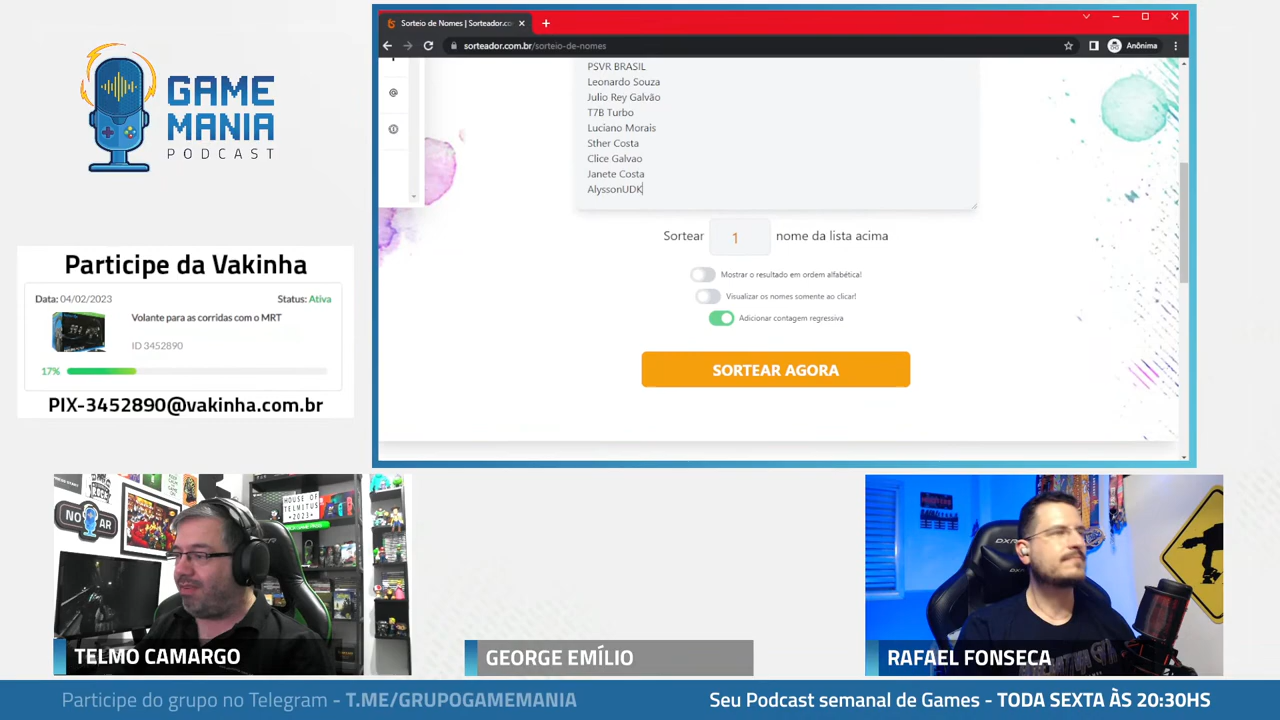 GAME
MANIA
PODCAST
Participe da Vakinha
Data: 04/02/2023
Status: Ativa
Volante para as corridas com o MRT
ID 3452890
17%
PIX-3452890@vakinha.com.br
Sorteio de Nomes | Sorteador.co
sorteador.com.br/sorteio-de-nomes
Anônima
PSVR BRASIL
Leonardo Souza
Julio Rey Galvão
T7B Turbo
Luciano Morais
Sther Costa
Clice Galvao
Janete Costa
AlyssonUDK
Sortear 1 nome da lista acima
Mostrar o resultado em ordem alfabética!
Visualizar os nomes somente ao clicar!
Adicionar contagem regressiva
SORTEAR AGORA
NO AR
HOUSE OF
TELMITUS
2023
TELMO CAMARGO
GEORGE EMÍLIO
RAFAEL FONSECA
Participe do grupo no Telegram - T.ME/GRUPOGAMEMANIA
Seu Podcast semanal de Games - TODA SEXTA ÀS 20:30HS